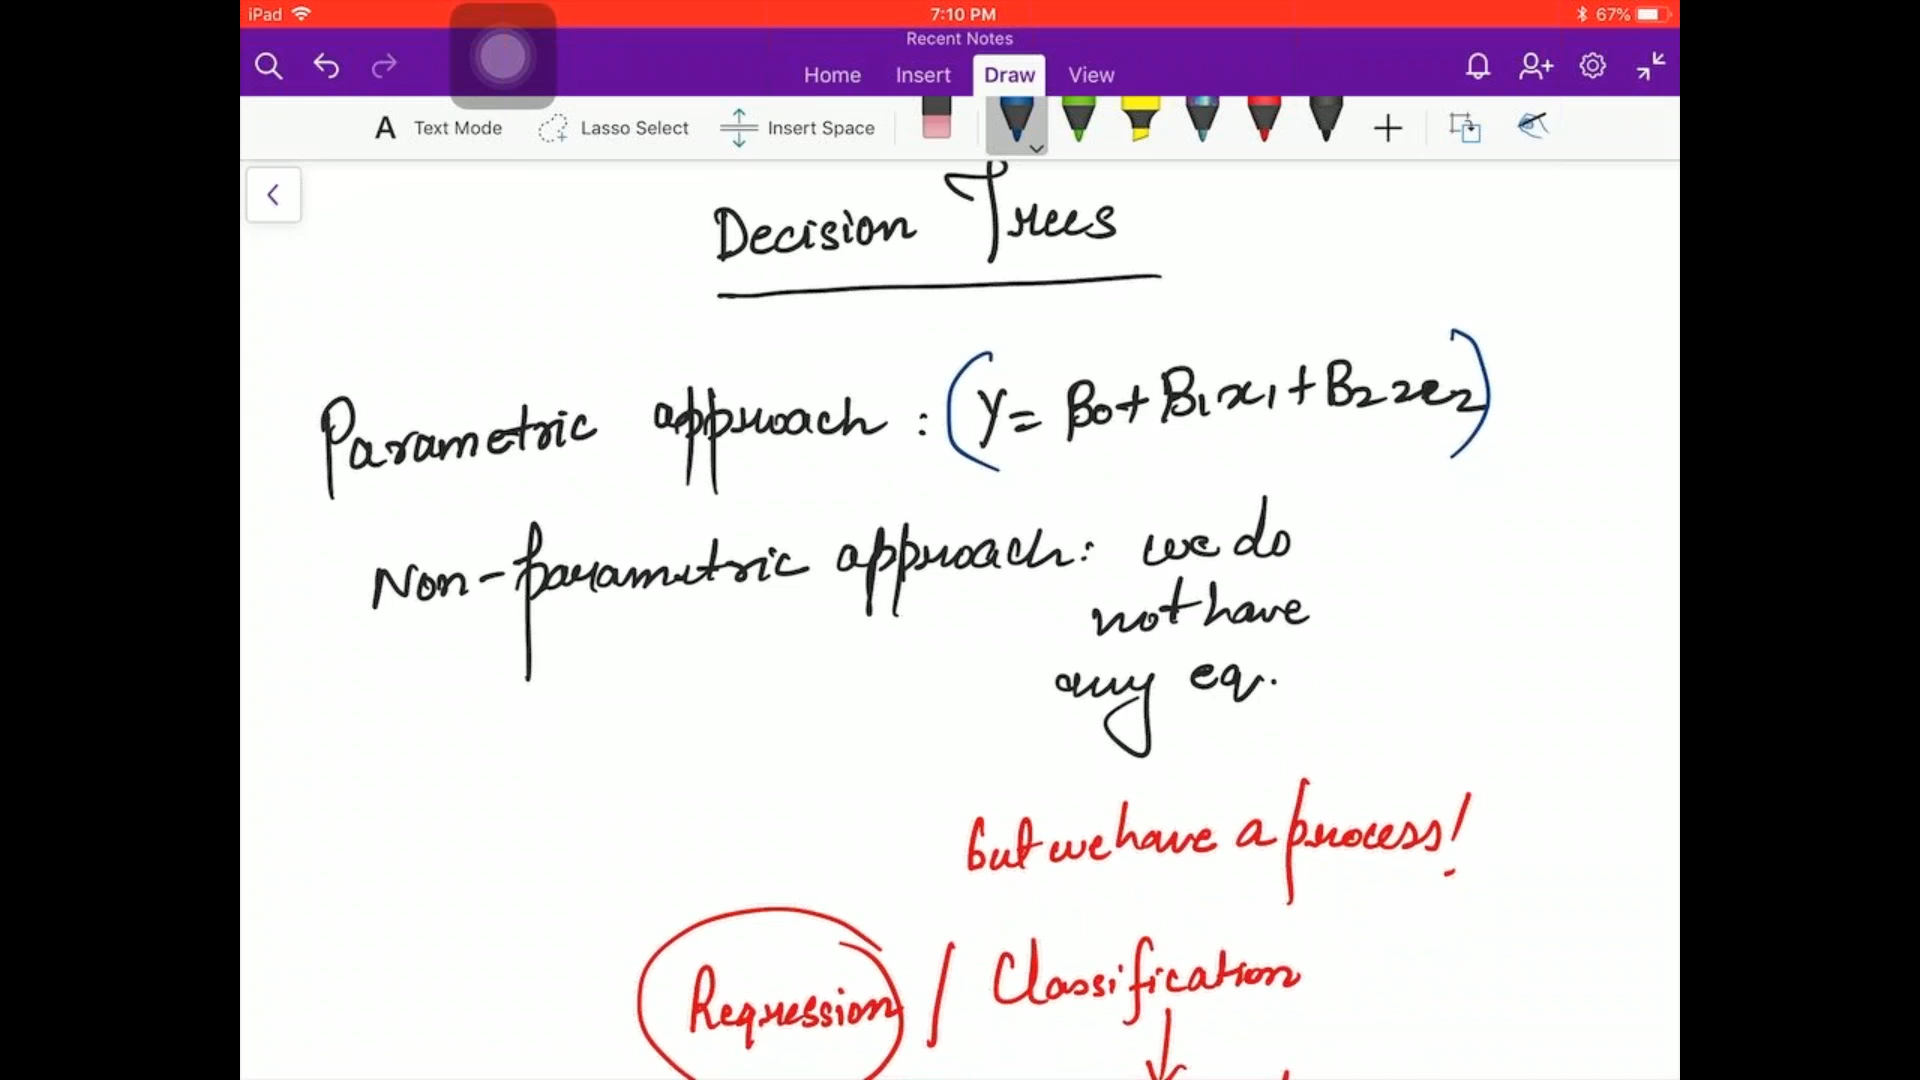 iPad 7:10 PM 67%
Recent Notes
Home Insert Draw View
A Text Mode Lasso Select Insert Space
Decision Trees
Parametric approach : (Y= B0+B1x1+B2x2)
Non-parametric approach: we do
not have
any eq.
but we have a process!
Regression / Classification